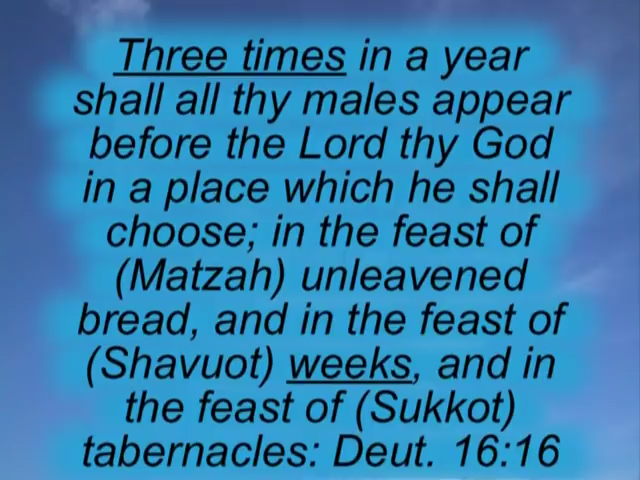 Three times in a year
shall all thy males appear
before the Lord thy God
in a place which he shall
choose; in the feast of
(Matzah) unleavened
bread, and in the feast of
(Shavuot) weeks, and in
the feast of (Sukkot)
tabernacles: Deut. 16:16